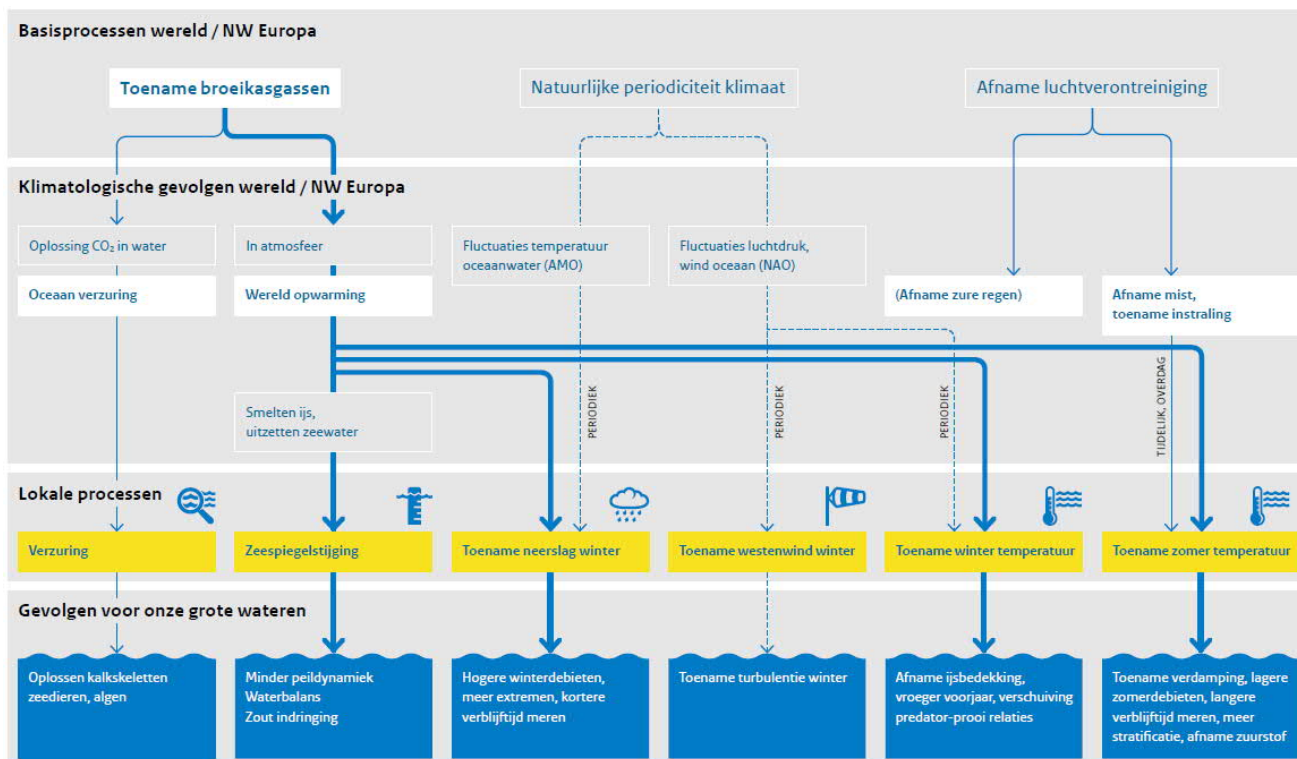 Basisprocessen wereld / NW Europa
Toename broeikasgassen
Natuurlijke periodiciteit klimaat
Afname luchtverontreiniging
Klimatologische gevolgen wereld / NW Europa
Oplossing CO₂ in water
In atmosfeer
Fluctuaties temperatuur
oceaanwater (AMO)
Fluctuaties luchtdruk,
wind oceaan (NAO)
Oceaan verzuring
Wereld opwarming
(Afname zure regen)
Afname mist,
toename instraling
Smelten ijs,
uitzetten zeewater
PERIODIEK
PERIODIEK
PERIODIEK
TIJDELIJK, OVERDAG
Lokale processen
Verzuring
Zeespiegelstijging
Toename neerslag winter
Toename westenwind winter
Toename winter temperatuur
Toename zomer temperatuur
Gevolgen voor onze grote wateren
Oplossen kalkskeletten
zeedieren, algen
Minder peildynamiek
Waterbalans
Zout indringing
Hogere winterdebieten,
meer extremen, kortere
verblijftijd meren
Toename turbulentie winter
Afname ijsbedekking,
vroeger voorjaar, verschuiving
predator-prooi relaties
Toename verdamping, lagere
zomerdebieten, langere
verblijftijd meren, meer
stratificatie, afname zuurstof